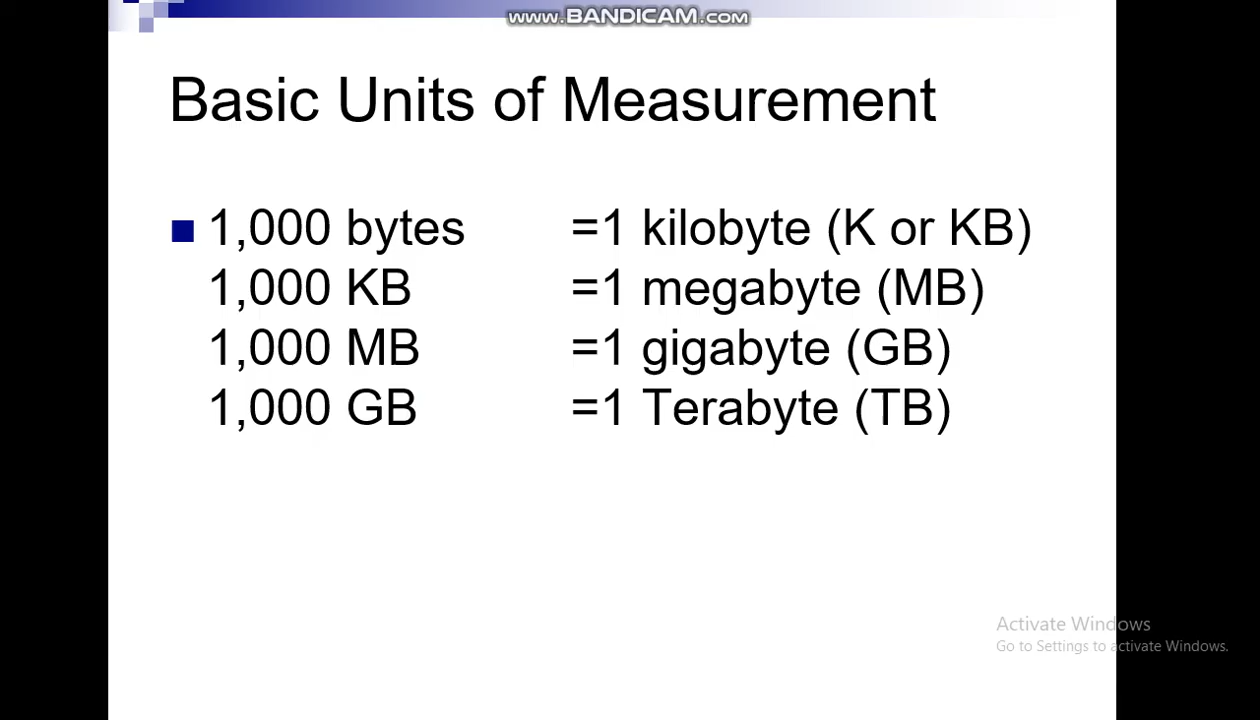 www.BANDICAM.com
Basic Units of Measurement
1,000 bytes =1 kilobyte (K or KB)
1,000 KB =1 megabyte (MB)
1,000 MB =1 gigabyte (GB)
1,000 GB =1 Terabyte (TB)
Activate Windows
Go to Settings to activate Windows.